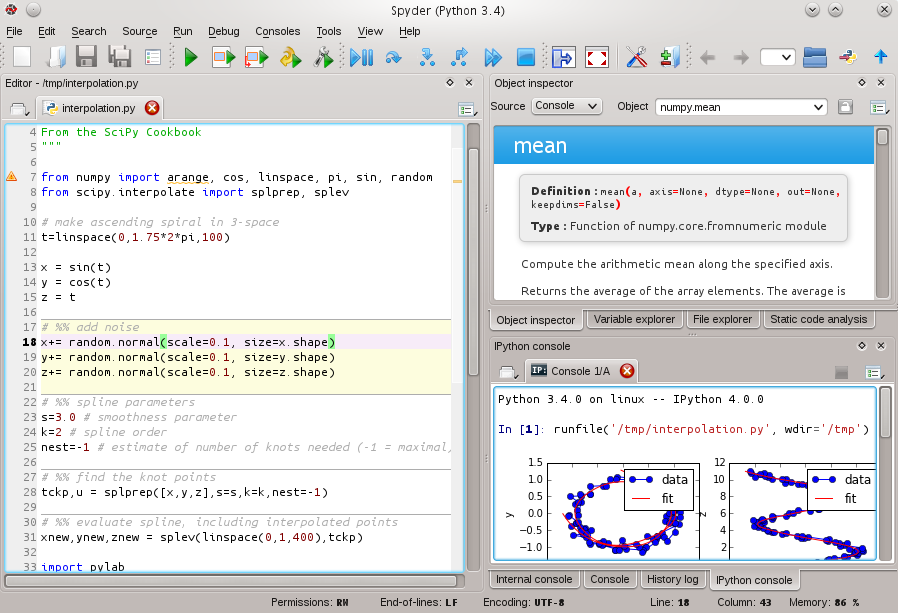 Spyder (Python 3.4)
File Edit Search Source Run Debug Consoles Tools View Help
Editor - /tmp/interpolation.py
interpolation.py
4 From the SciPy Cookbook
5 """
6
7 from numpy import arange, cos, linspace, pi, sin, random
8 from scipy.interpolate import splprep, splev
9
10 # make ascending spiral in 3-space
11 t=linspace(0,1.75*2*pi,100)
12
13 x = sin(t)
14 y = cos(t)
15 z = t
16
17 # %% add noise
18 x+= random.normal(scale=0.1, size=x.shape)
19 y+= random.normal(scale=0.1, size=y.shape)
20 z+= random.normal(scale=0.1, size=z.shape)
21
22 # %% spline parameters
23 s=3.0 # smoothness parameter
24 k=2 # spline order
25 nest=-1 # estimate of number of knots needed (-1 = maximal,
26
27 # %% find the knot points
28 tckp,u = splprep([x,y,z],s=s,k=k,nest=-1)
29
30 # %% evaluate spline, including interpolated points
31 xnew,ynew,znew = splev(linspace(0,1,400),tckp)
32
33 import pylab
Object inspector
Source Console Object numpy.mean
mean
Definition : mean(a, axis=None, dtype=None, out=None,
keepdims=False)
Type : Function of numpy.core.fromnumeric module
Compute the arithmetic mean along the specified axis.
Returns the average of the array elements. The average is
Object inspector Variable explorer File explorer Static code analysis
IPython console
IP: Console 1/A
Python 3.4.0 on linux -- IPython 4.0.0
In [1]: runfile('/tmp/interpolation.py', wdir='/tmp')
1.5
1.0
0.5
0.0
−0.5
−1.0
y
data
fit
12
10
8
6
4
2
z
data
fit
Internal console Console History log IPython console
Permissions: RW End-of-lines: LF Encoding: UTF-8 Line: 18 Column: 43 Memory: 86 %